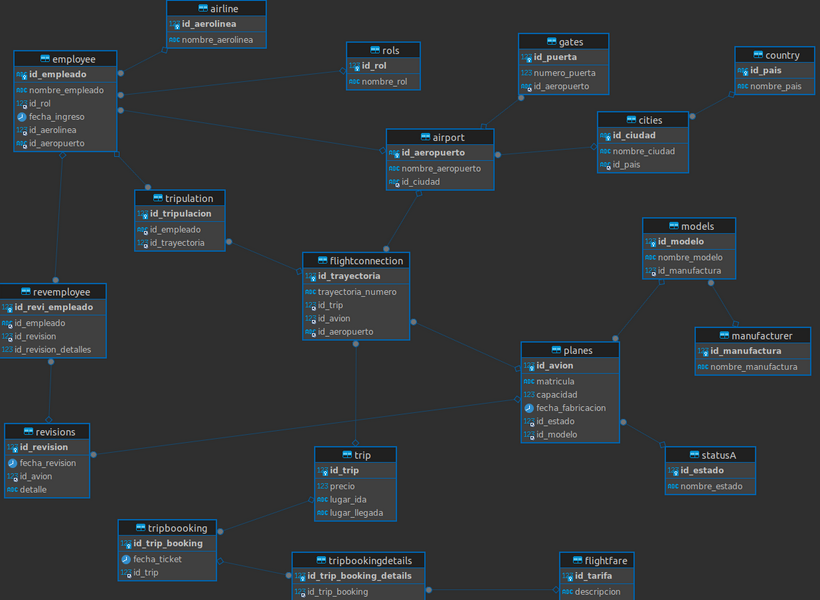 airline
id_aerolinea
nombre_aerolinea
employee
id_empleado
nombre_empleado
id_rol
fecha_ingreso
id_aerolinea
id_aeropuerto
rols
id_rol
nombre_rol
gates
id_puerta
numero_puerta
id_aeropuerto
country
id_pais
nombre_pais
cities
id_ciudad
nombre_ciudad
id_pais
airport
id_aeropuerto
nombre_aeropuerto
id_ciudad
tripulation
id_tripulacion
id_empleado
id_trayectoria
flightconnection
id_trayectoria
trayectoria_numero
id_trip
id_avion
id_aeropuerto
models
id_modelo
nombre_modelo
id_manufactura
revemployee
id_revi_empleado
id_empleado
id_revision
id_revision_detalles
manufacturer
id_manufactura
nombre_manufactura
planes
id_avion
matricula
capacidad
fecha_fabricacion
id_estado
id_modelo
revisions
id_revision
fecha_revision
id_avion
detalle
trip
id_trip
precio
lugar_ida
lugar_llegada
statusA
id_estado
nombre_estado
tripboooking
id_trip_booking
fecha_ticket
id_trip
tripbookingdetails
id_trip_booking_details
id_trip_booking
flightfare
id_tarifa
descripcion